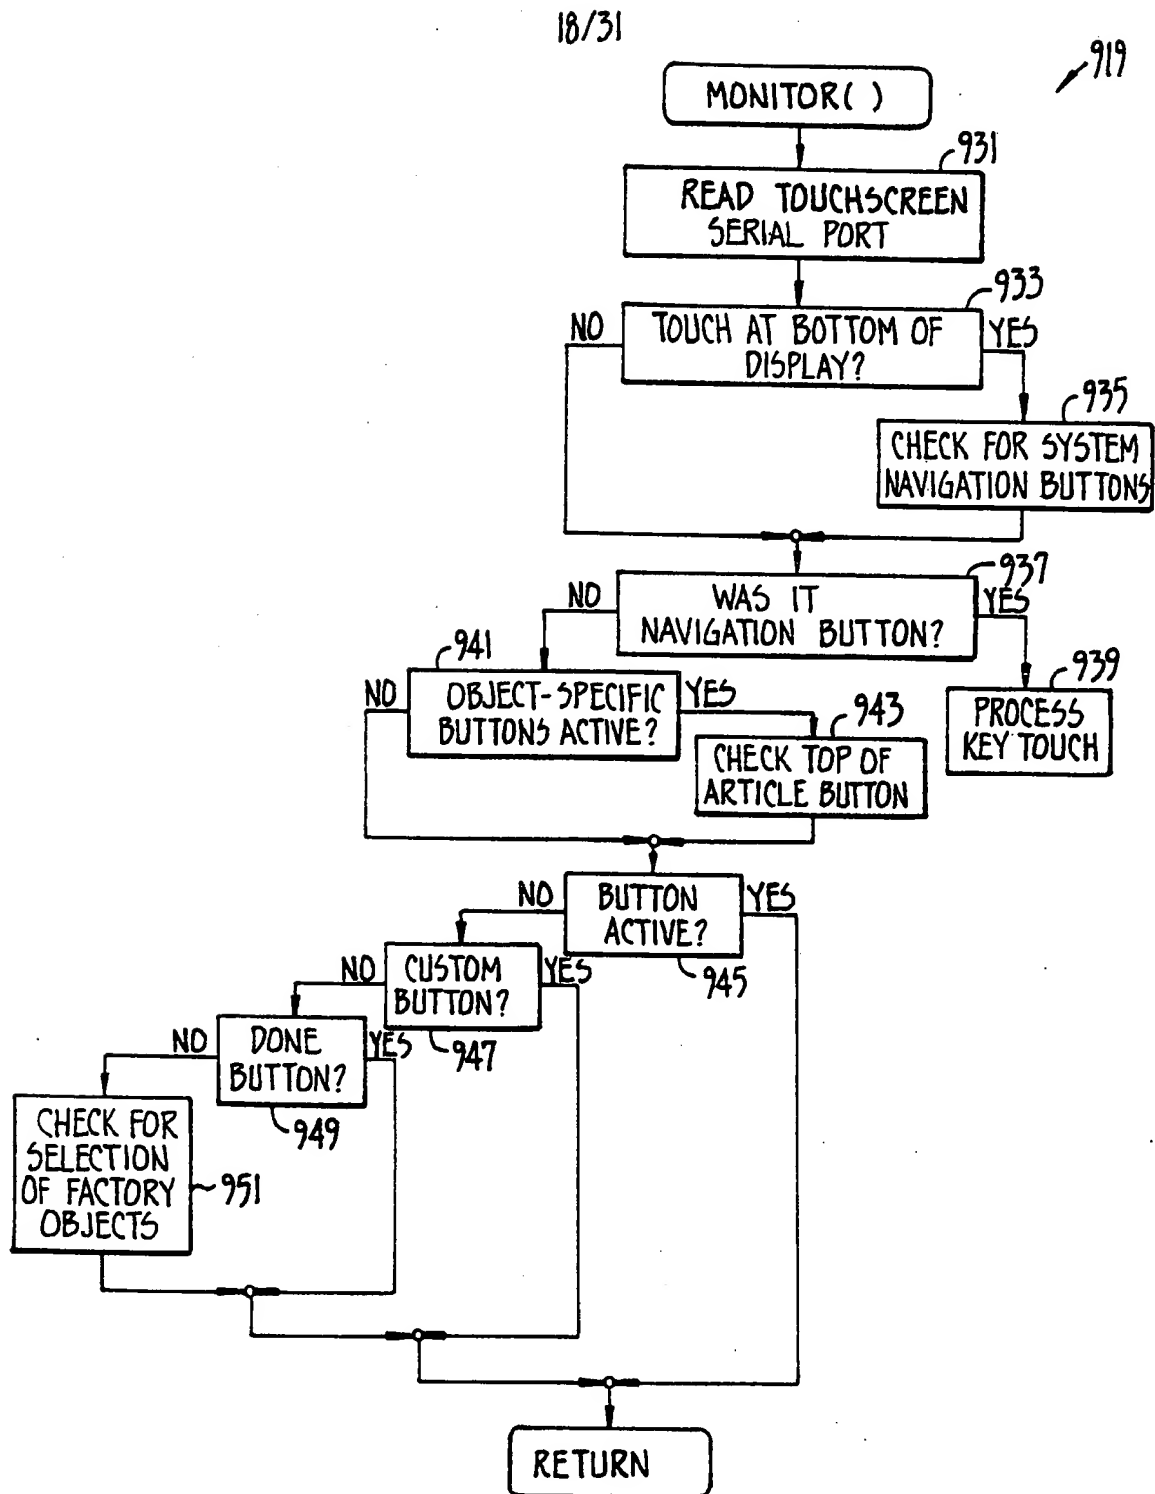 18/31
919
MONITOR( )
931
READ TOUCHSCREEN
SERIAL PORT
933
NO
TOUCH AT BOTTOM OF
DISPLAY?
YES
935
CHECK FOR SYSTEM
NAVIGATION BUTTONS
937
NO
WAS IT
NAVIGATION BUTTON?
YES
941
939
NO
OBJECT-SPECIFIC
BUTTONS ACTIVE?
YES
943
PROCESS
KEY TOUCH
CHECK TOP OF
ARTICLE BUTTON
NO
BUTTON
ACTIVE?
YES
945
NO
CUSTOM
BUTTON?
YES
947
NO
DONE
BUTTON?
YES
949
CHECK FOR
SELECTION
OF FACTORY
OBJECTS
951
RETURN